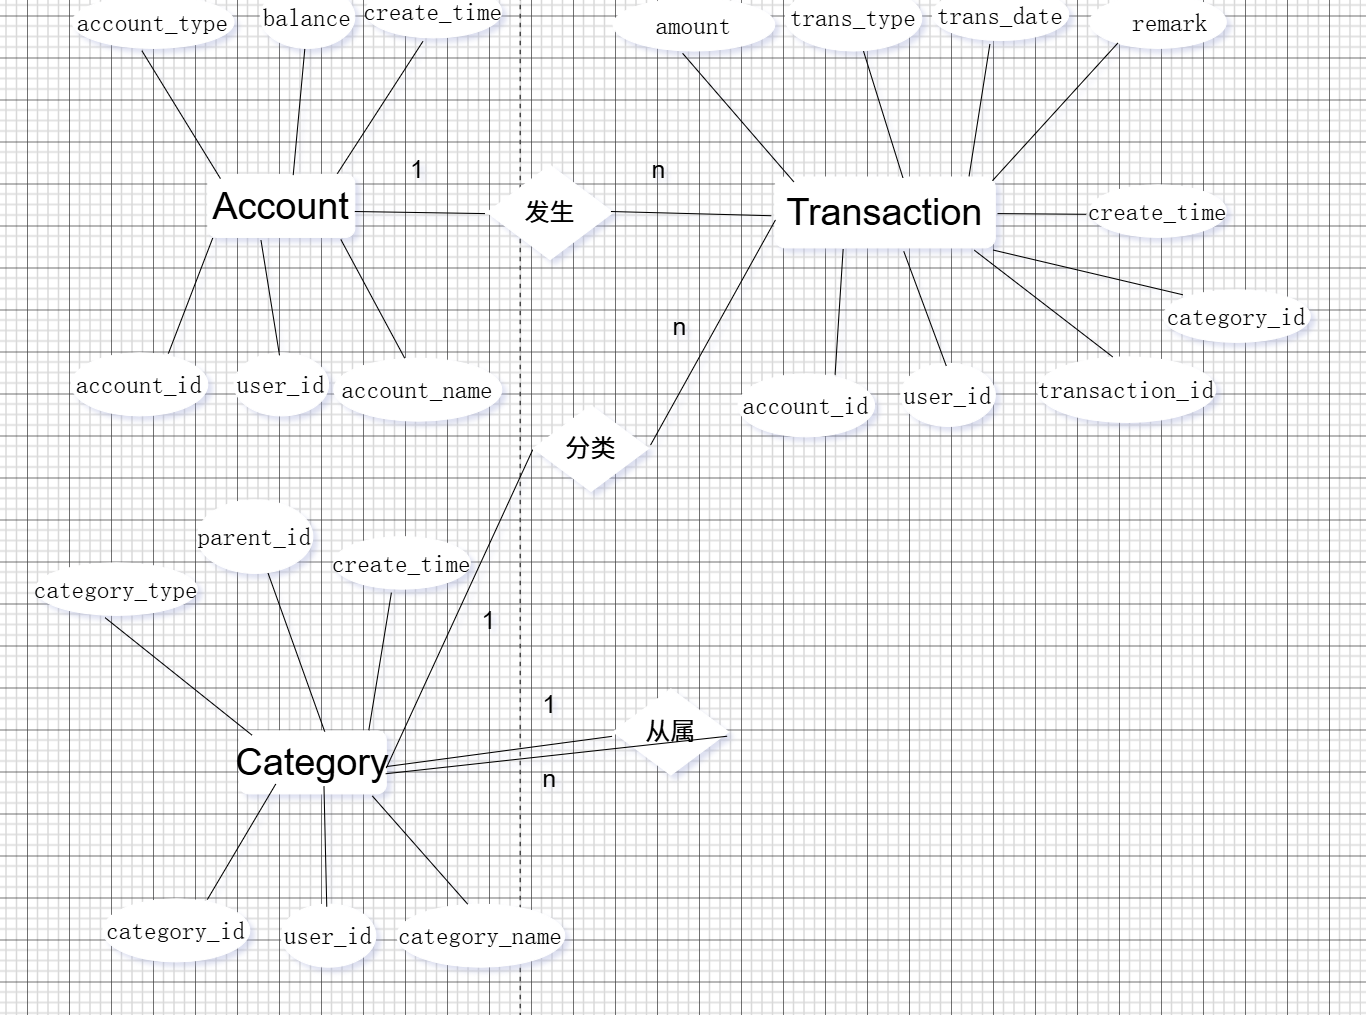 account_type
balance
create_time
amount
trans_type
trans_date
remark
1
n
Account
发生
Transaction
create_time
category_id
n
account_id
user_id
account_name
account_id
user_id
transaction_id
分类
parent_id
create_time
category_type
1
1
从属
Category
n
category_id
user_id
category_name